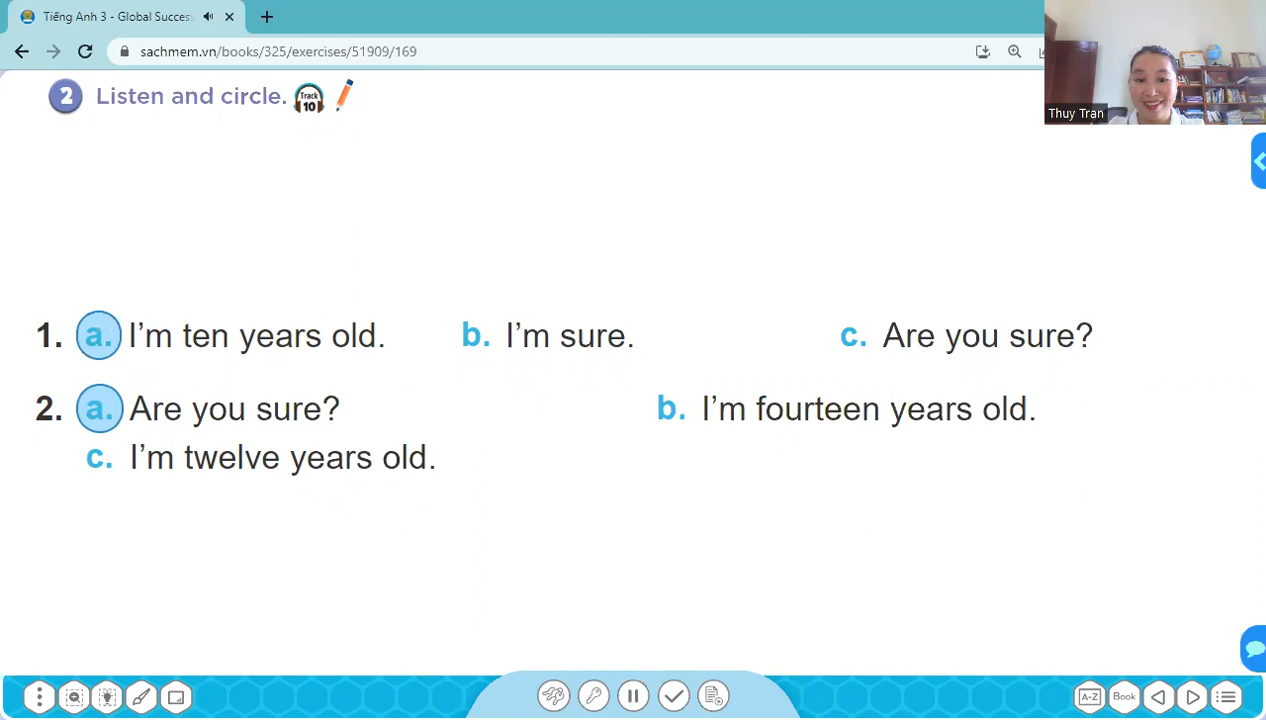 Tiếng Anh 3 - Global Success
sachmem.vn/books/325/exercises/51909/169
Thuy Tran
2 Listen and circle. Track 10
1. a. I'm ten years old. b. I'm sure. c. Are you sure?
2. a. Are you sure? b. I'm fourteen years old.
c. I'm twelve years old.
A-Z Book